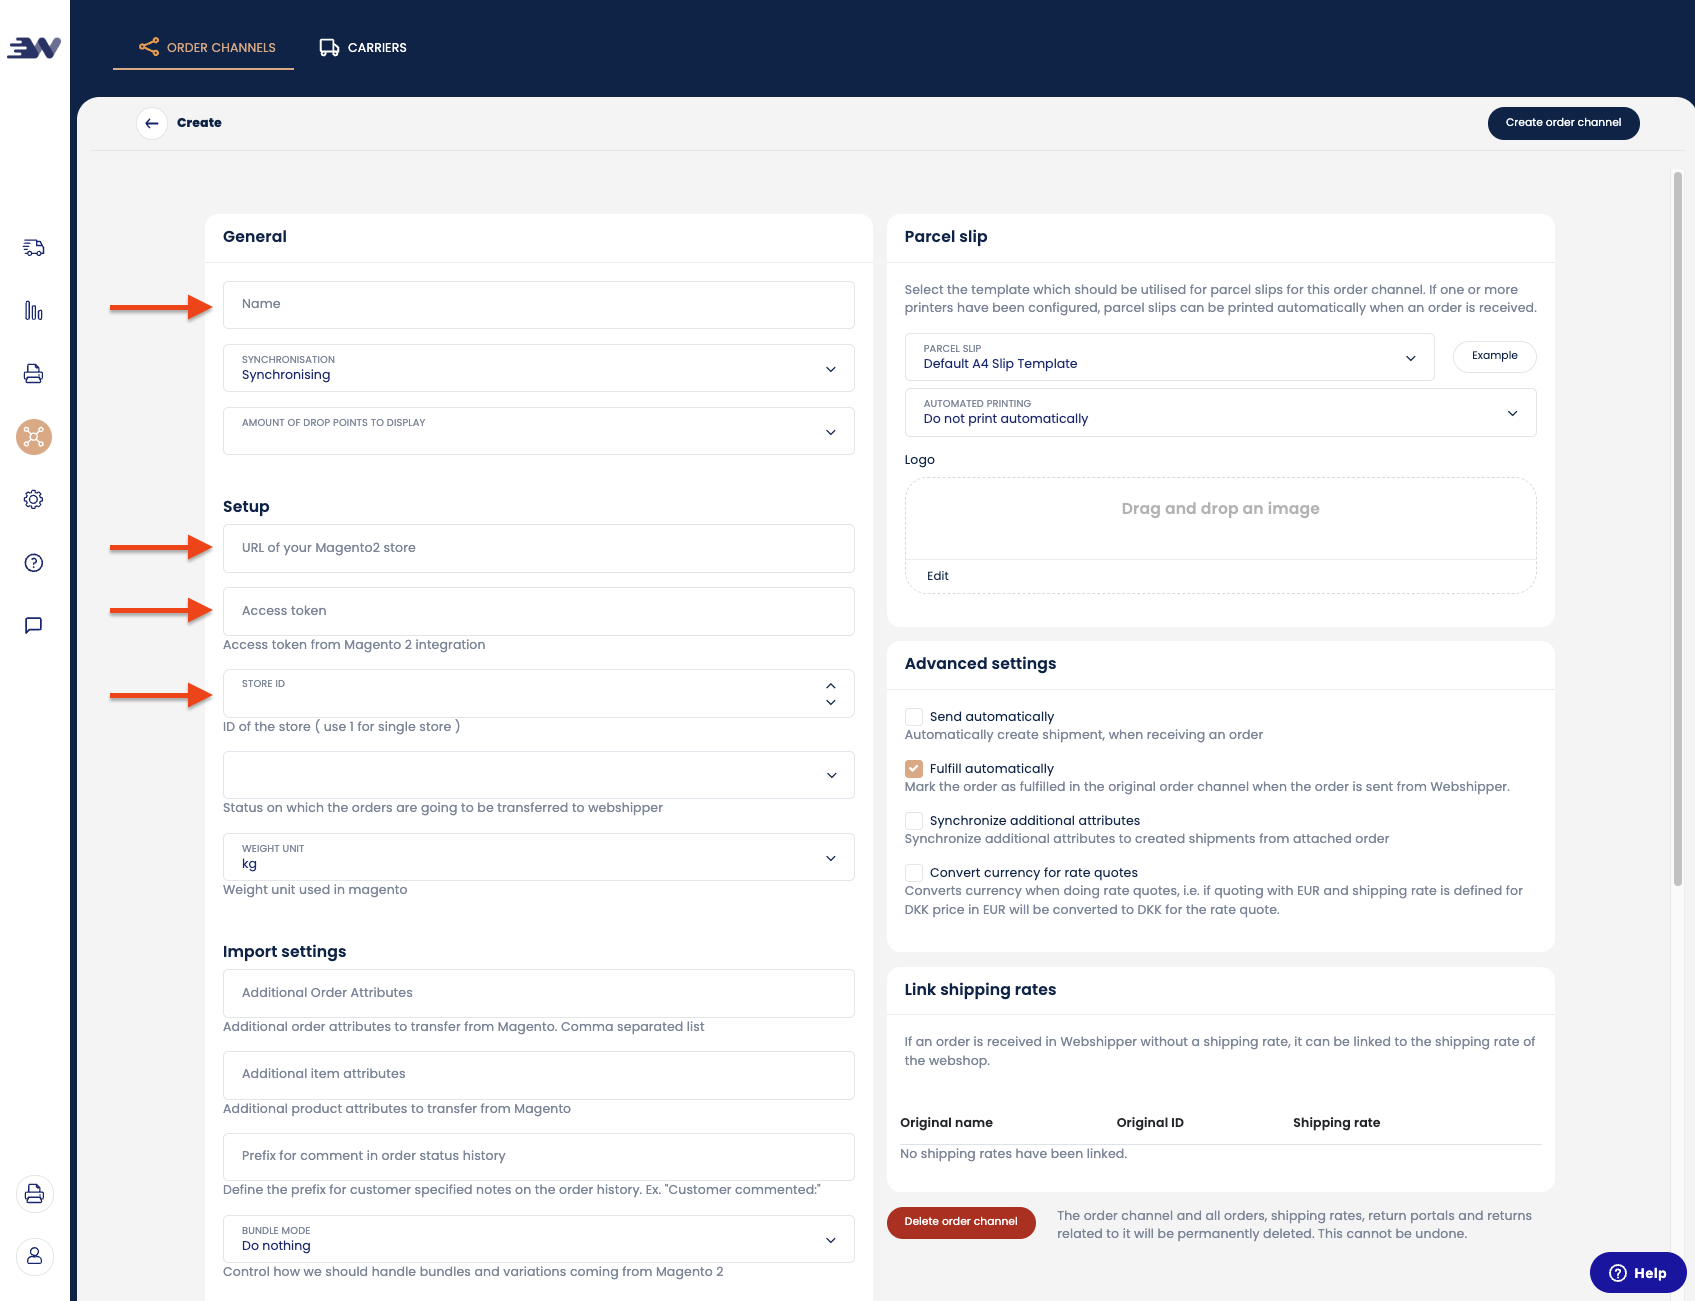 ORDER CHANNELS
CARRIERS
Create
Create order channel
General
Name
SYNCHRONISATION
Synchronising
AMOUNT OF DROP POINTS TO DISPLAY
Setup
URL of your Magento2 store
Access token
Access token from Magento 2 integration
STORE ID
ID of the store ( use 1 for single store )
Status on which the orders are going to be transferred to webshipper
WEIGHT UNIT
kg
Weight unit used in magento
Import settings
Additional Order Attributes
Additional order attributes to transfer from Magento. Comma separated list
Additional item attributes
Additional product attributes to transfer from Magento
Prefix for comment in order status history
Define the prefix for customer specified notes on the order history. Ex. "Customer commented:"
BUNDLE MODE
Do nothing
Control how we should handle bundles and variations coming from Magento 2
Parcel slip
Select the template which should be utilised for parcel slips for this order channel. If one or more
printers have been configured, parcel slips can be printed automatically when an order is received.
PARCEL SLIP
Default A4 Slip Template
Example
AUTOMATED PRINTING
Do not print automatically
Logo
Drag and drop an image
Edit
Advanced settings
Send automatically
Automatically create shipment, when receiving an order
Fulfill automatically
Mark the order as fulfilled in the original order channel when the order is sent from Webshipper.
Synchronize additional attributes
Synchronize additional attributes to created shipments from attached order
Convert currency for rate quotes
Converts currency when doing rate quotes, i.e. if quoting with EUR and shipping rate is defined for
DKK price in EUR will be converted to DKK for the rate quote.
Link shipping rates
If an order is received in Webshipper without a shipping rate, it can be linked to the shipping rate of
the webshop.
Original name Original ID Shipping rate
No shipping rates have been linked.
Delete order channel
The order channel and all orders, shipping rates, return portals and returns
related to it will be permanently deleted. This cannot be undone.
Help